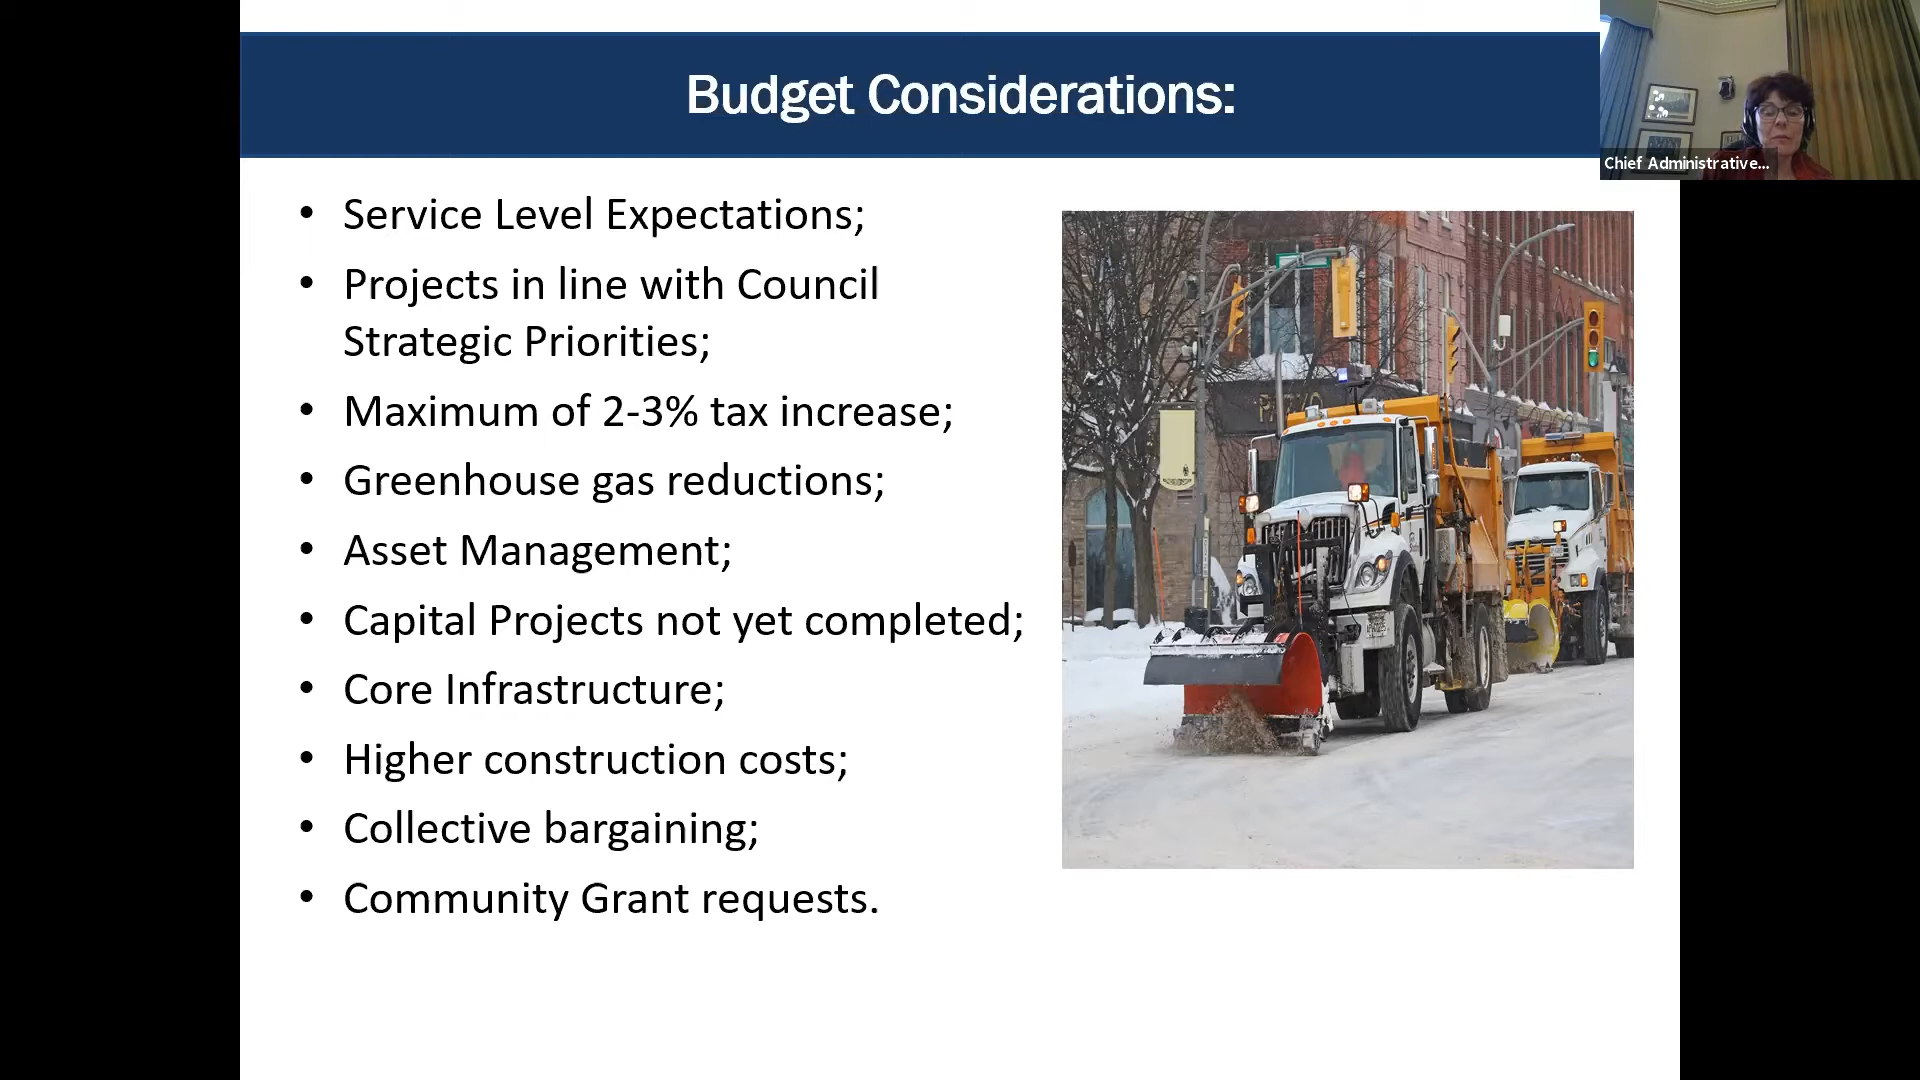 Budget Considerations:
Chief Administrative...
• Service Level Expectations;
• Projects in line with Council
Strategic Priorities;
• Maximum of 2-3% tax increase;
• Greenhouse gas reductions;
• Asset Management;
• Capital Projects not yet completed;
• Core Infrastructure;
• Higher construction costs;
• Collective bargaining;
• Community Grant requests.